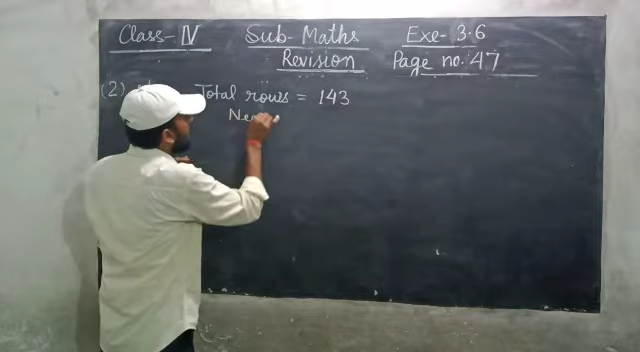 Class-IV Sub-Maths Exe-3.6
Revision Page no. 47
(2) Total rows = 143